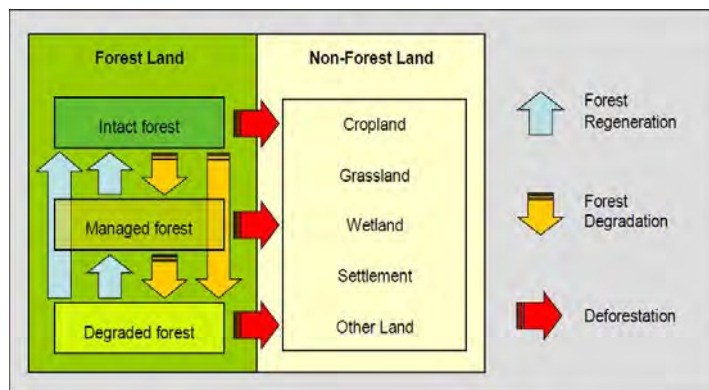 Forest Land
Non-Forest Land
Intact forest
Managed forest
Degraded forest
Cropland
Grassland
Wetland
Settlement
Other Land
Forest
Regeneration
Forest
Degradation
Deforestation